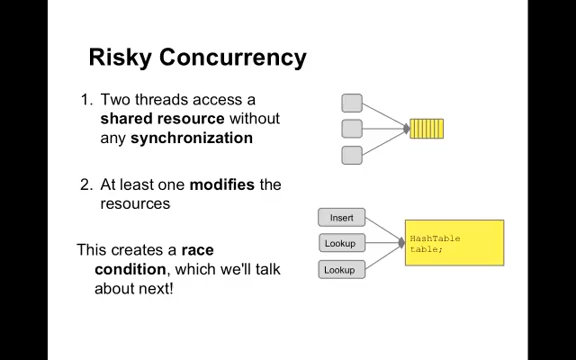 Risky Concurrency
1. Two threads access a
shared resource without
any synchronization
2. At least one modifies the
resources
This creates a race
condition, which we'll talk
about next!
Insert
Lookup
Lookup
HashTable
table;